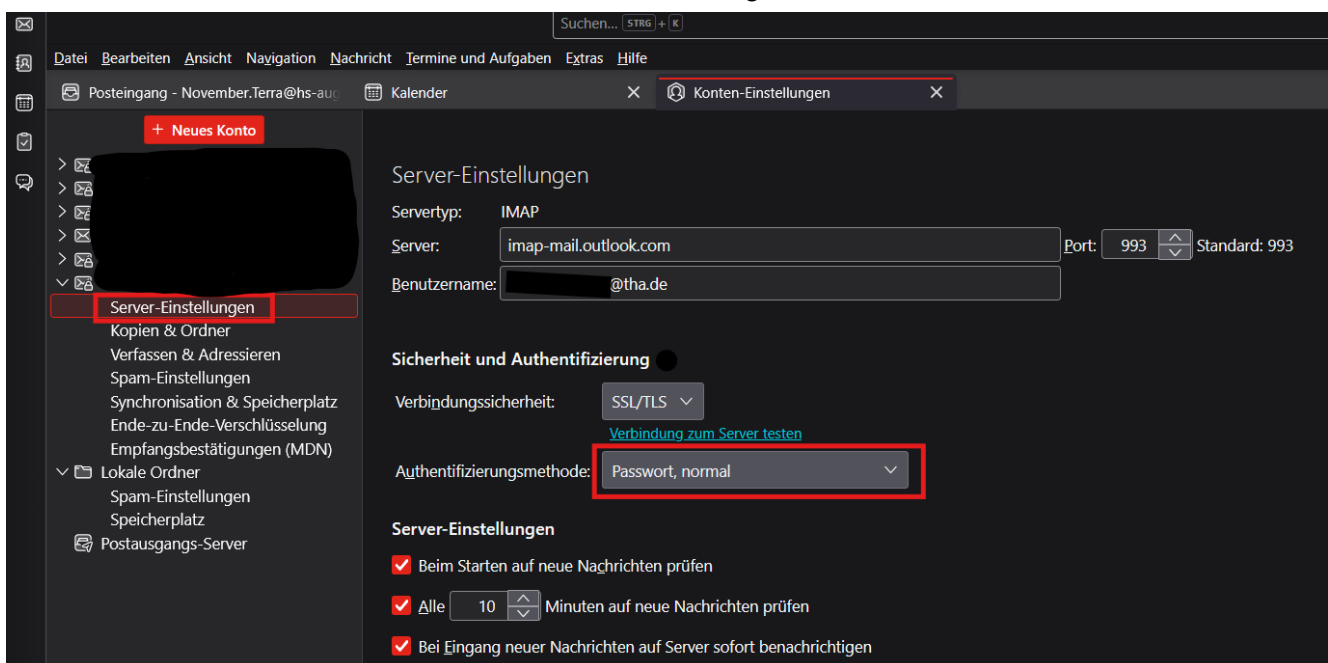 Suchen... STRG + K
Datei Bearbeiten Ansicht Navigation Nachricht Termine und Aufgaben Extras Hilfe
Posteingang - November.Terra@hs-aug
Kalender
Konten-Einstellungen
+ Neues Konto
Server-Einstellungen
Kopien & Ordner
Verfassen & Adressieren
Spam-Einstellungen
Synchronisation & Speicherplatz
Ende-zu-Ende-Verschlüsselung
Empfangsbestätigungen (MDN)
Lokale Ordner
Spam-Einstellungen
Speicherplatz
Postausgangs-Server
Server-Einstellungen
Servertyp: IMAP
Server: imap-mail.outlook.com Port: 993 Standard: 993
Benutzername: @tha.de
Sicherheit und Authentifizierung
Verbindungssicherheit: SSL/TLS
Verbindung zum Server testen
Authentifizierungsmethode: Passwort, normal
Server-Einstellungen
Beim Starten auf neue Nachrichten prüfen
Alle 10 Minuten auf neue Nachrichten prüfen
Bei Eingang neuer Nachrichten auf Server sofort benachrichtigen